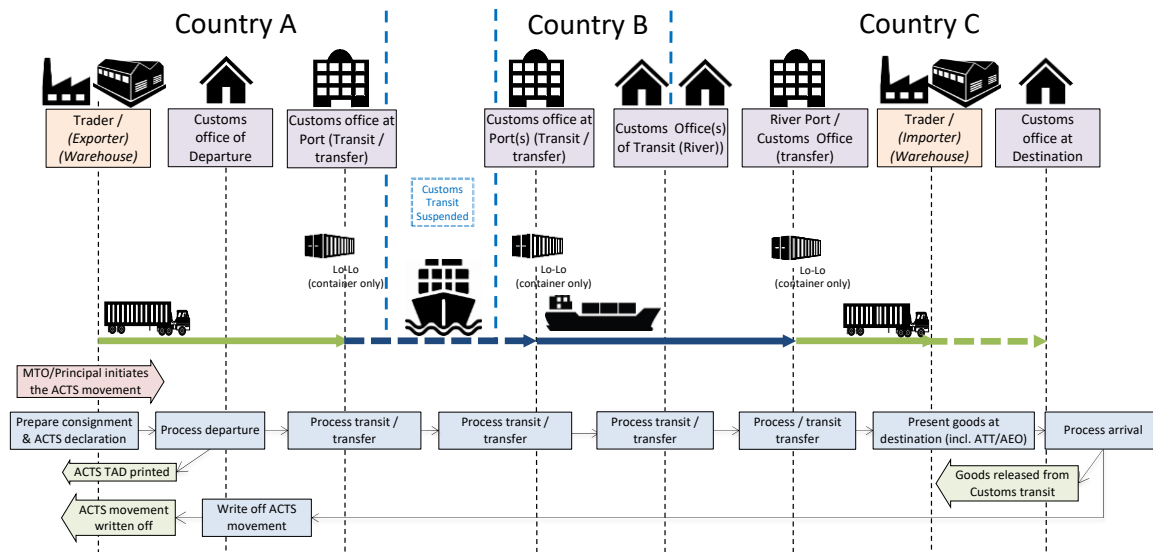 Country A
Country B
Country C
Trader /
(Exporter)
(Warehouse)
Customs
office of
Departure
Customs office at
Port (Transit /
transfer)
Customs office at
Port(s) (Transit /
transfer)
Customs Office(s)
of Transit (River))
River Port /
Customs Office
(transfer)
Trader /
(Importer)
(Warehouse)
Customs
office at
Destination
Customs
Transit
Suspended
Lo-Lo
(container only)
Lo-Lo
(container only)
Lo-Lo
(container only)
MTO/Principal initiates
the ACTS movement
Prepare consignment
& ACTS declaration
Process departure
Process transit /
transfer
Process transit /
transfer
Process transit /
transfer
Process / transit
transfer
Present goods at
destination (incl. ATT/AEO)
Process arrival
ACTS TAD printed
Goods released from
Customs transit
ACTS movement
written off
Write off ACTS
movement